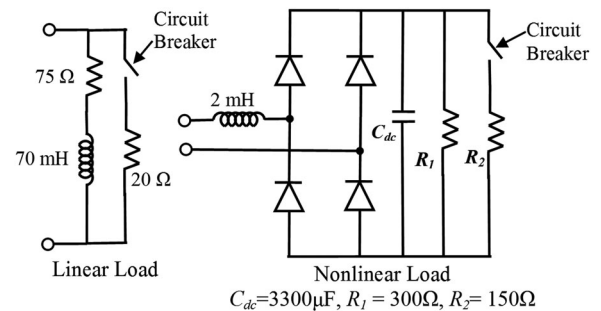 Circuit
Breaker
75 Ω
70 mH
20 Ω
Linear Load
2 mH
Cdc
R1
R2
Circuit
Breaker
Nonlinear Load
Cdc=3300μF, R1 = 300Ω, R2= 150Ω